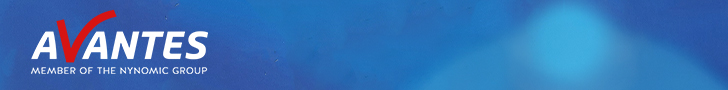 AVANTES
MEMBER OF THE NYNOMIC GROUP